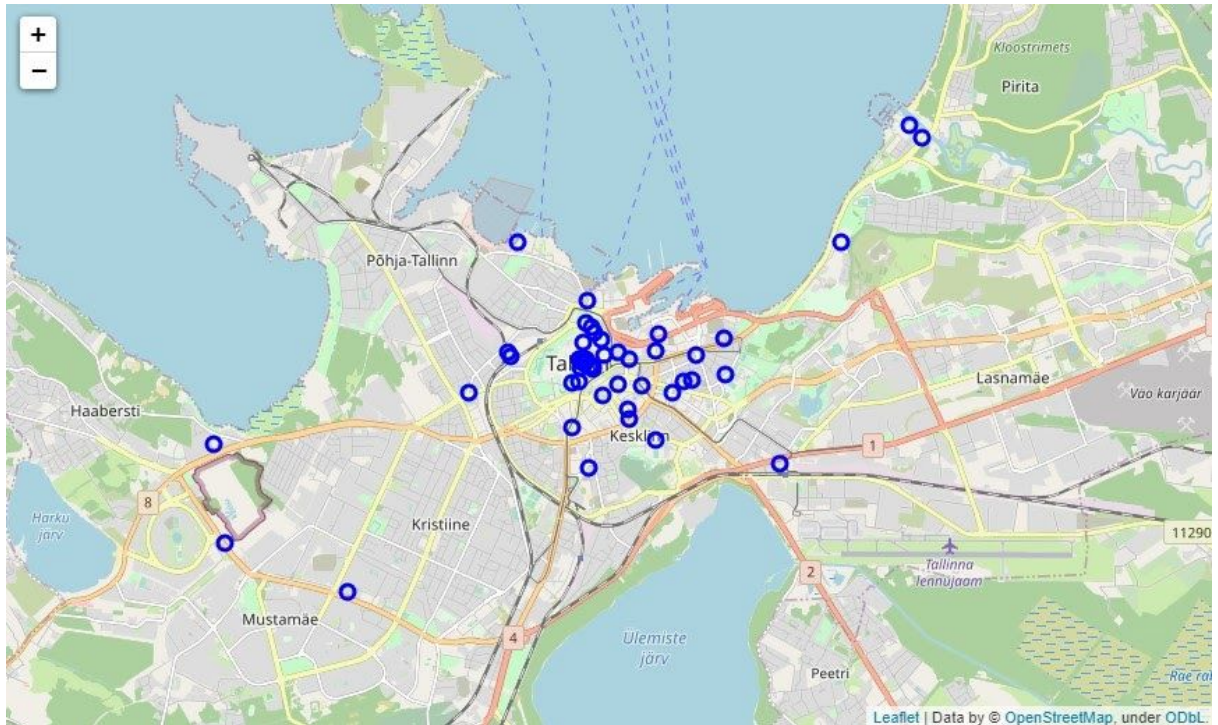 +
−
Kloostrimets
Pirita
Põhja-Tallinn
Lasnamäe
Vao karjäär
Haabersti
Kesklinn
1
8
Harku
järv
Kristiine
11290
Tallinna
lennujaam
2
Mustamäe
4
Ülemiste
järv
Peetri
Leaflet | Data by © OpenStreetMap, under ODbL.